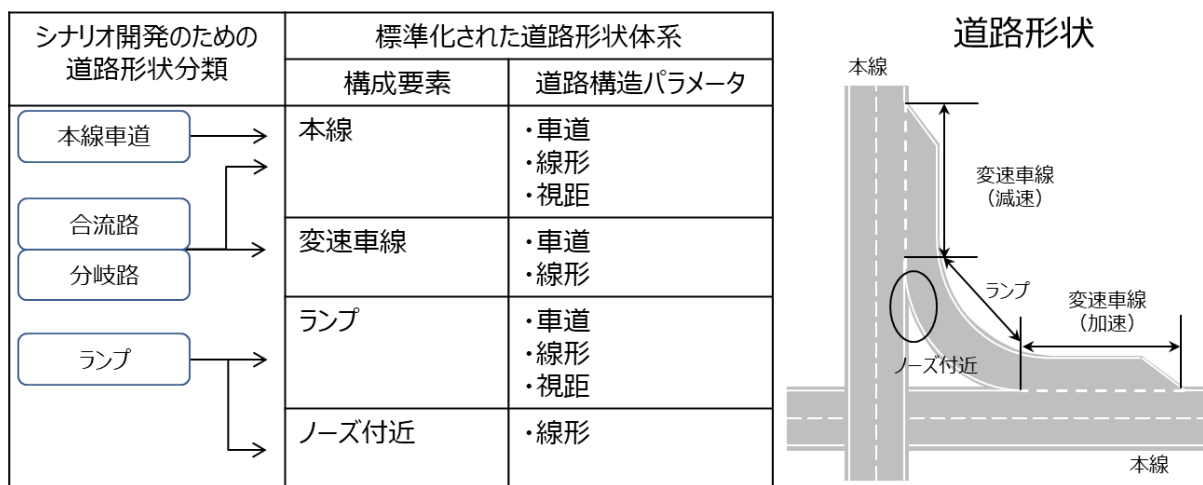 シナリオ開発のための
道路形状分類
標準化された道路形状体系
構成要素
道路構造パラメータ
本線車道
合流路
分岐路
ランプ
本線
・車道
・線形
・視距
変速車線
・車道
・線形
ランプ
・車道
・線形
・視距
ノーズ付近
・線形
道路形状
本線
変速車線
（減速）
ランプ
変速車線
（加速）
ノーズ付近
本線